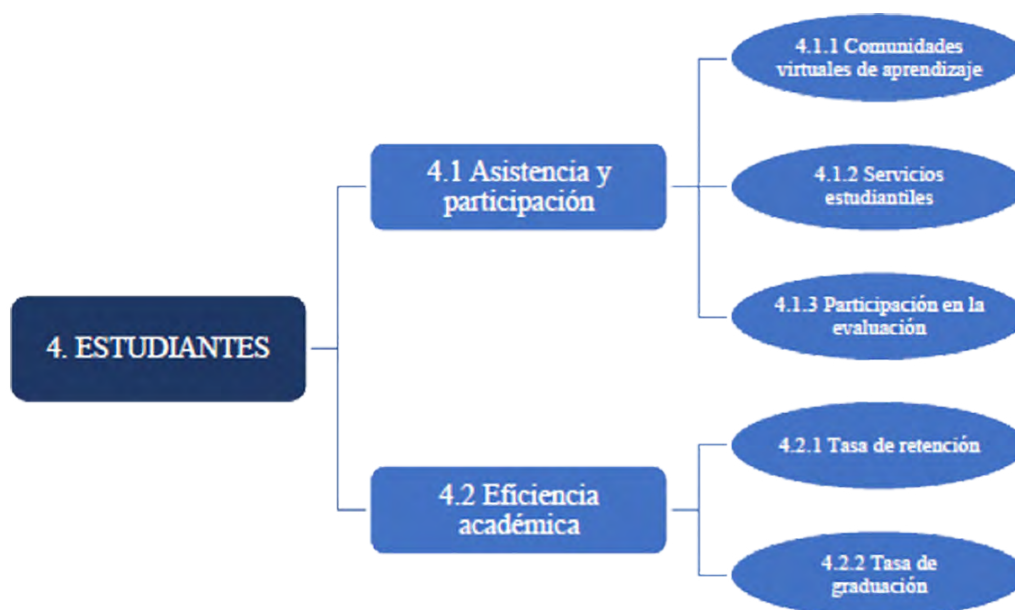 4. ESTUDIANTES
4.1 Asistencia y
participación
4.1.1 Comunidades
virtuales de aprendizaje
4.1.2 Servicios
estudiantiles
4.1.3 Participación en la
evaluación
4.2 Eficiencia
académica
4.2.1 Tasa de retención
4.2.2 Tasa de
graduación